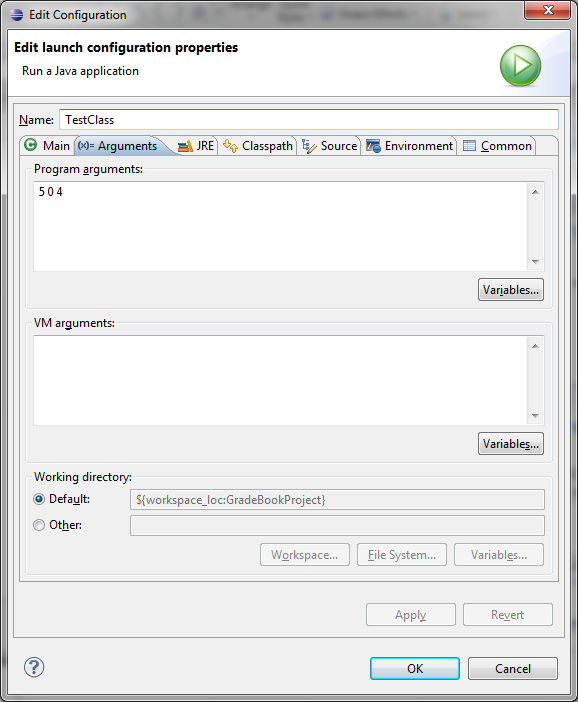 Edit Configuration
Edit launch configuration properties
Run a Java application
Name: TestClass
Main (x)= Arguments JRE Classpath Source Environment Common
Program arguments:
5 0 4
Variables...
VM arguments:
Variables...
Working directory:
Default: ${workspace_loc:GradeBookProject}
Other:
Workspace... File System... Variables...
Apply Revert
? OK Cancel